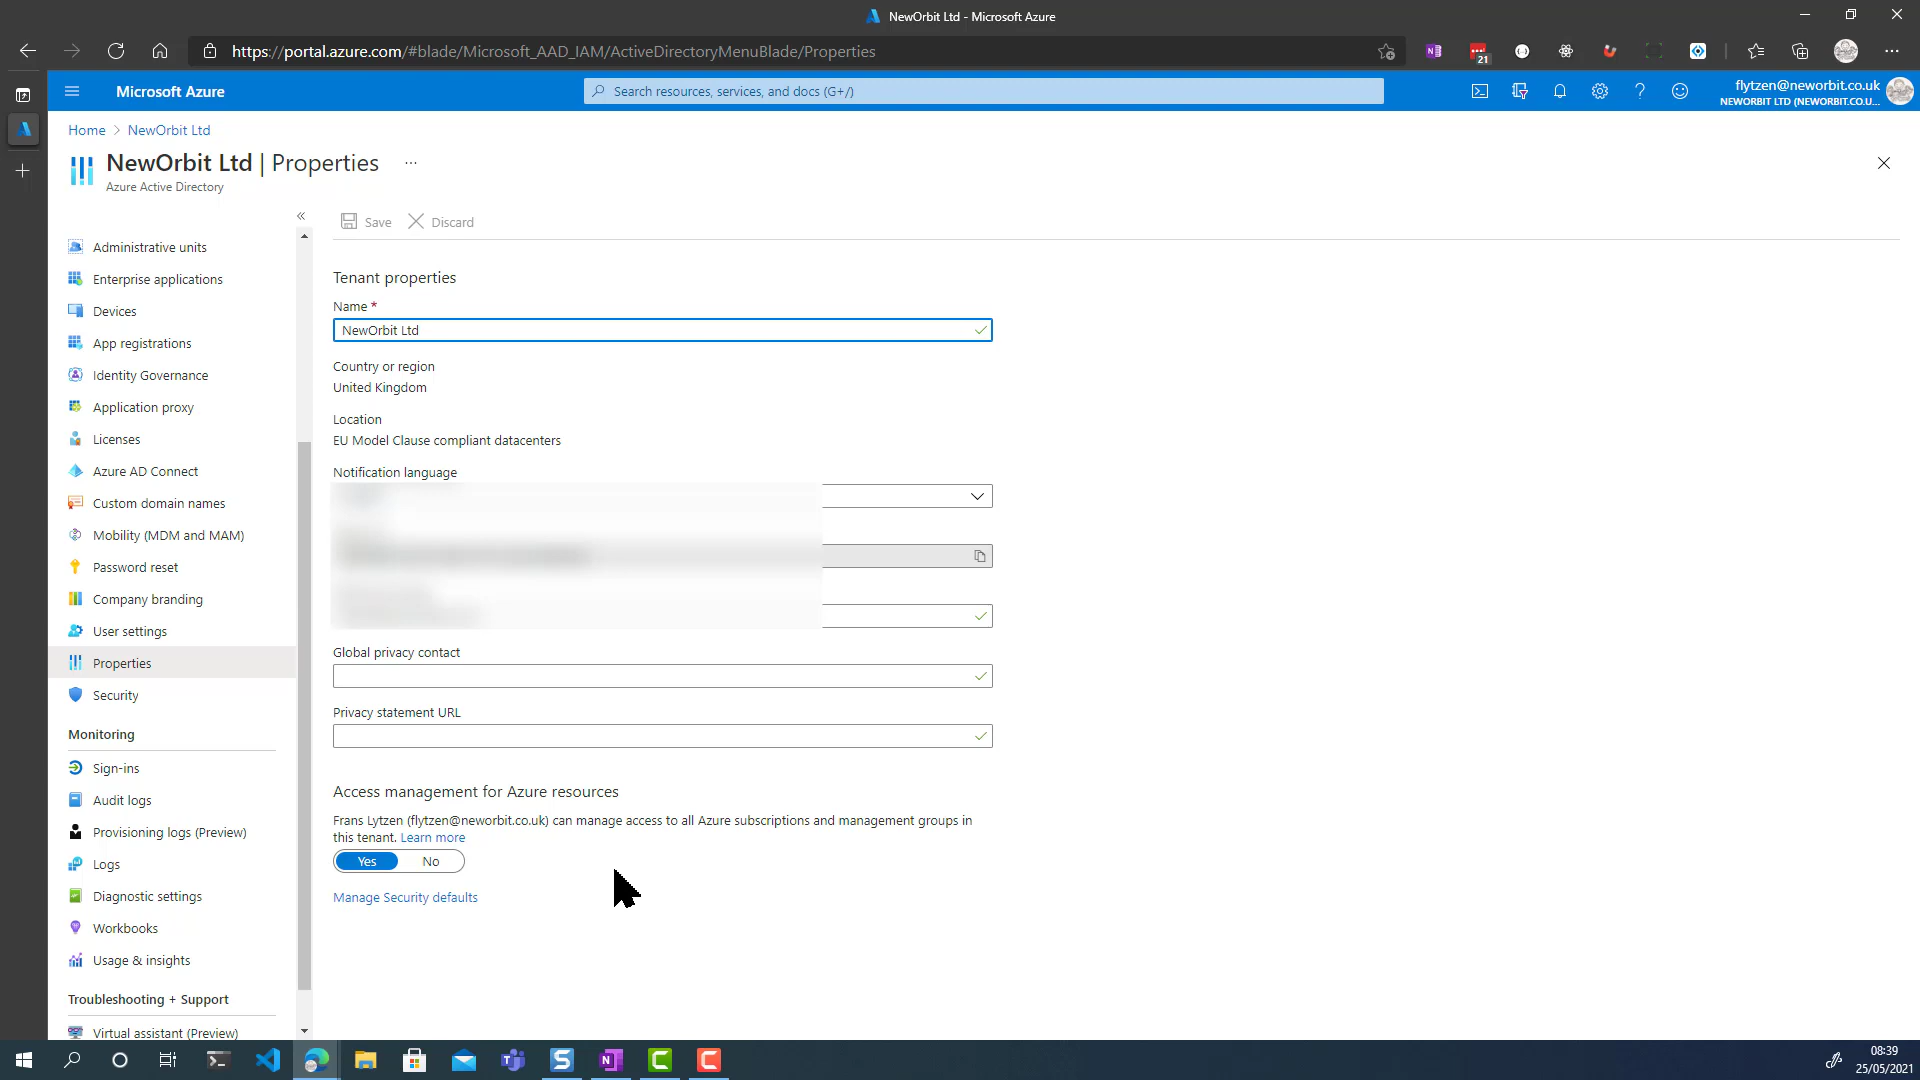 NewOrbit Ltd - Microsoft Azure
https://portal.azure.com/#blade/Microsoft_AAD_IAM/ActiveDirectoryMenuBlade/Properties
21
Microsoft Azure
Search resources, services, and docs (G+/)
flytzen@neworbit.co.uk
NEWORBIT LTD (NEWORBIT.CO.U...
Home > NewOrbit Ltd
NewOrbit Ltd | Properties ...
Azure Active Directory
Save
Discard
Administrative units
Enterprise applications
Devices
App registrations
Identity Governance
Application proxy
Licenses
Azure AD Connect
Custom domain names
Mobility (MDM and MAM)
Password reset
Company branding
User settings
Properties
Security
Monitoring
Sign-ins
Audit logs
Provisioning logs (Preview)
Logs
Diagnostic settings
Workbooks
Usage & insights
Troubleshooting + Support
Virtual assistant (Preview)
Tenant properties
Name *
NewOrbit Ltd
Country or region
United Kingdom
Location
EU Model Clause compliant datacenters
Notification language
Global privacy contact
Privacy statement URL
Access management for Azure resources
Frans Lytzen (flytzen@neworbit.co.uk) can manage access to all Azure subscriptions and management groups in
this tenant. Learn more
Yes No
Manage Security defaults
08:39
25/05/2021